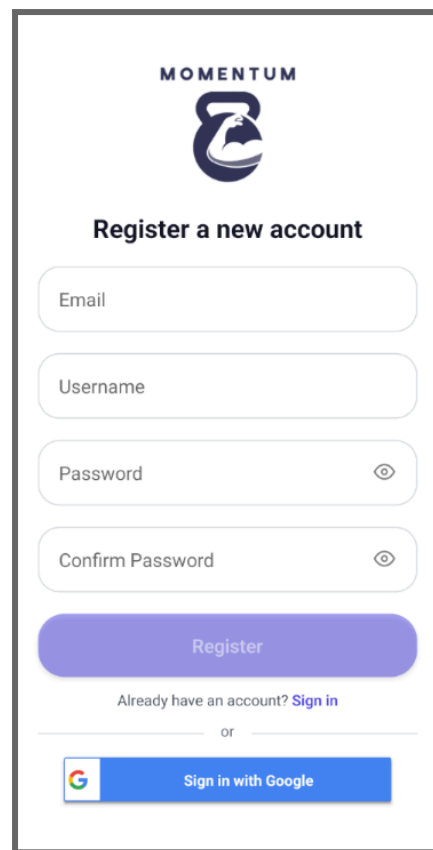 MOMENTUM
Register a new account
Email
Username
Password
Confirm Password
Register
Already have an account? Sign in
or
G
Sign in with Google